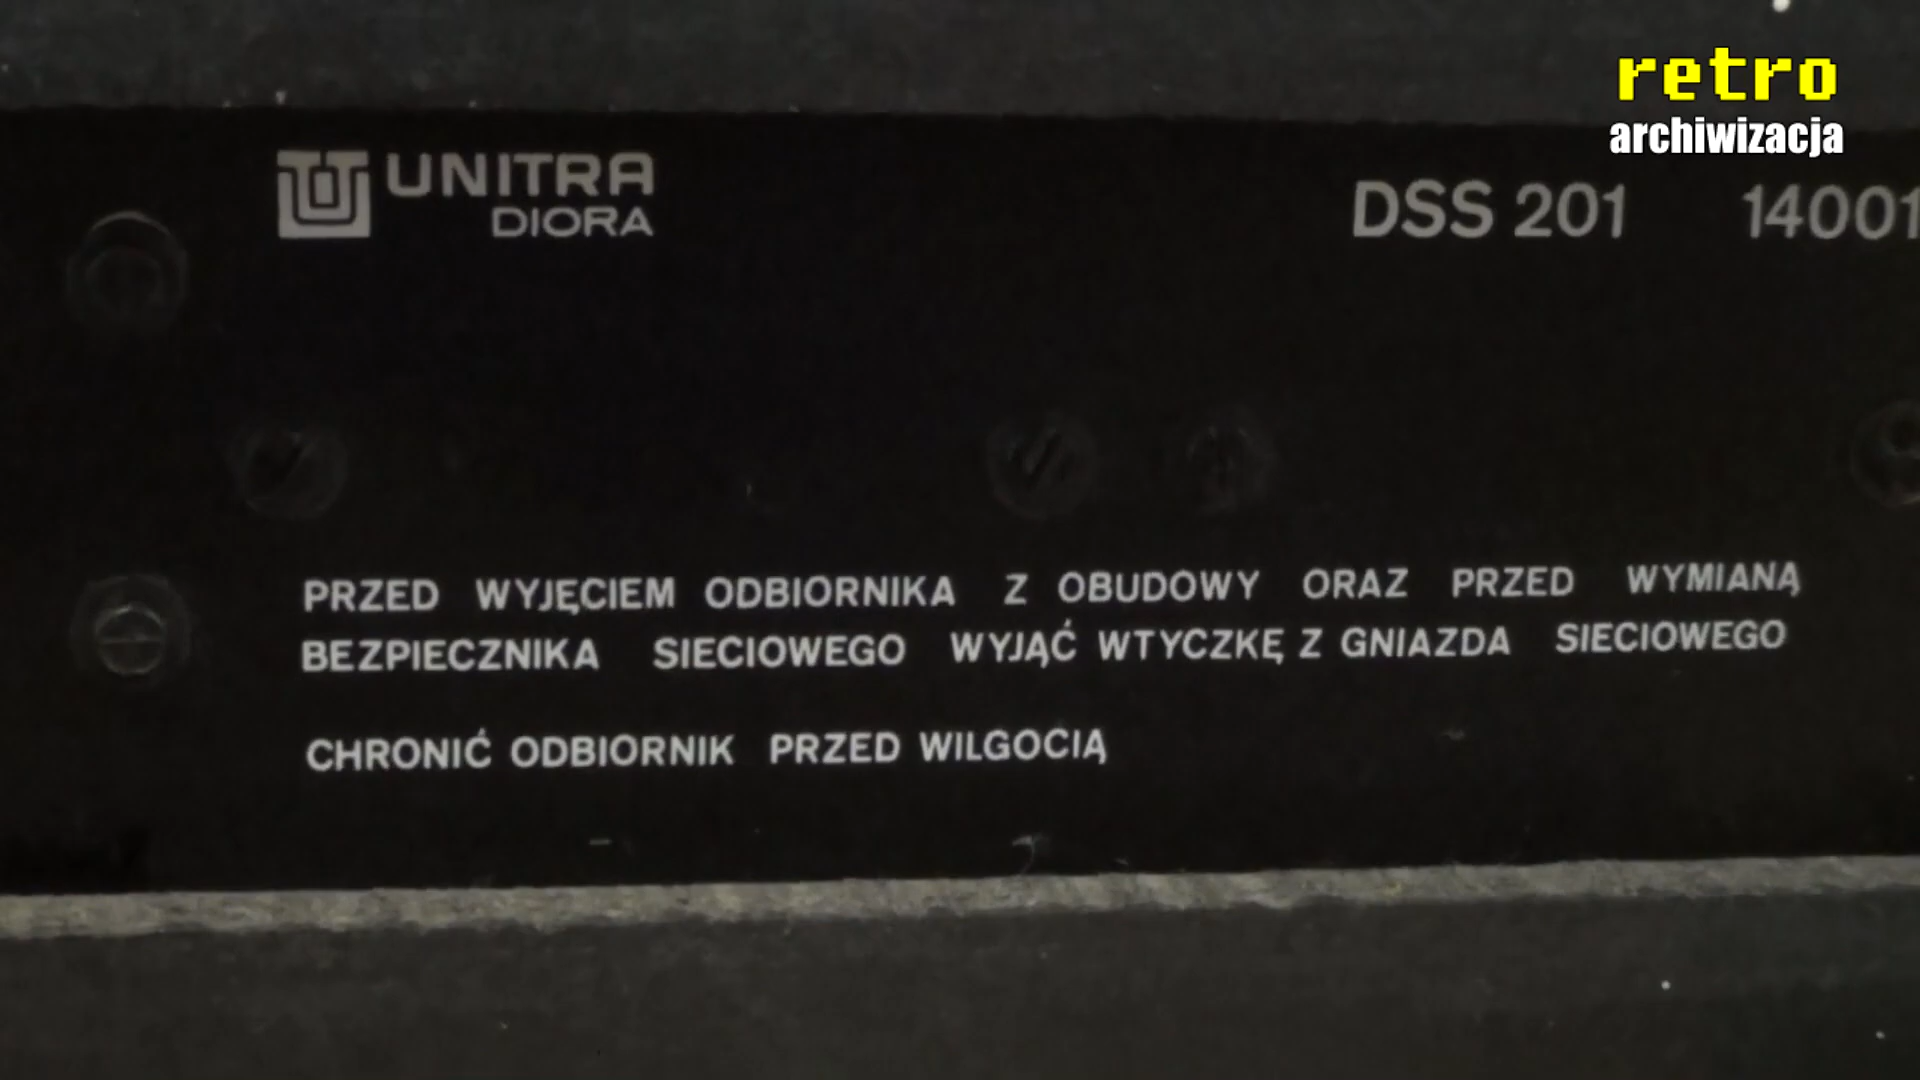 retro
archiwizacja
UNITRA
DIORA
DSS 201 14001
PRZED WYJĘCIEM ODBIORNIKA Z OBUDOWY ORAZ PRZED WYMIANĄ
BEZPIECZNIKA SIECIOWEGO WYJĄĆ WTYCZKĘ Z GNIAZDA SIECIOWEGO
CHRONIĆ ODBIORNIK PRZED WILGOCIĄ